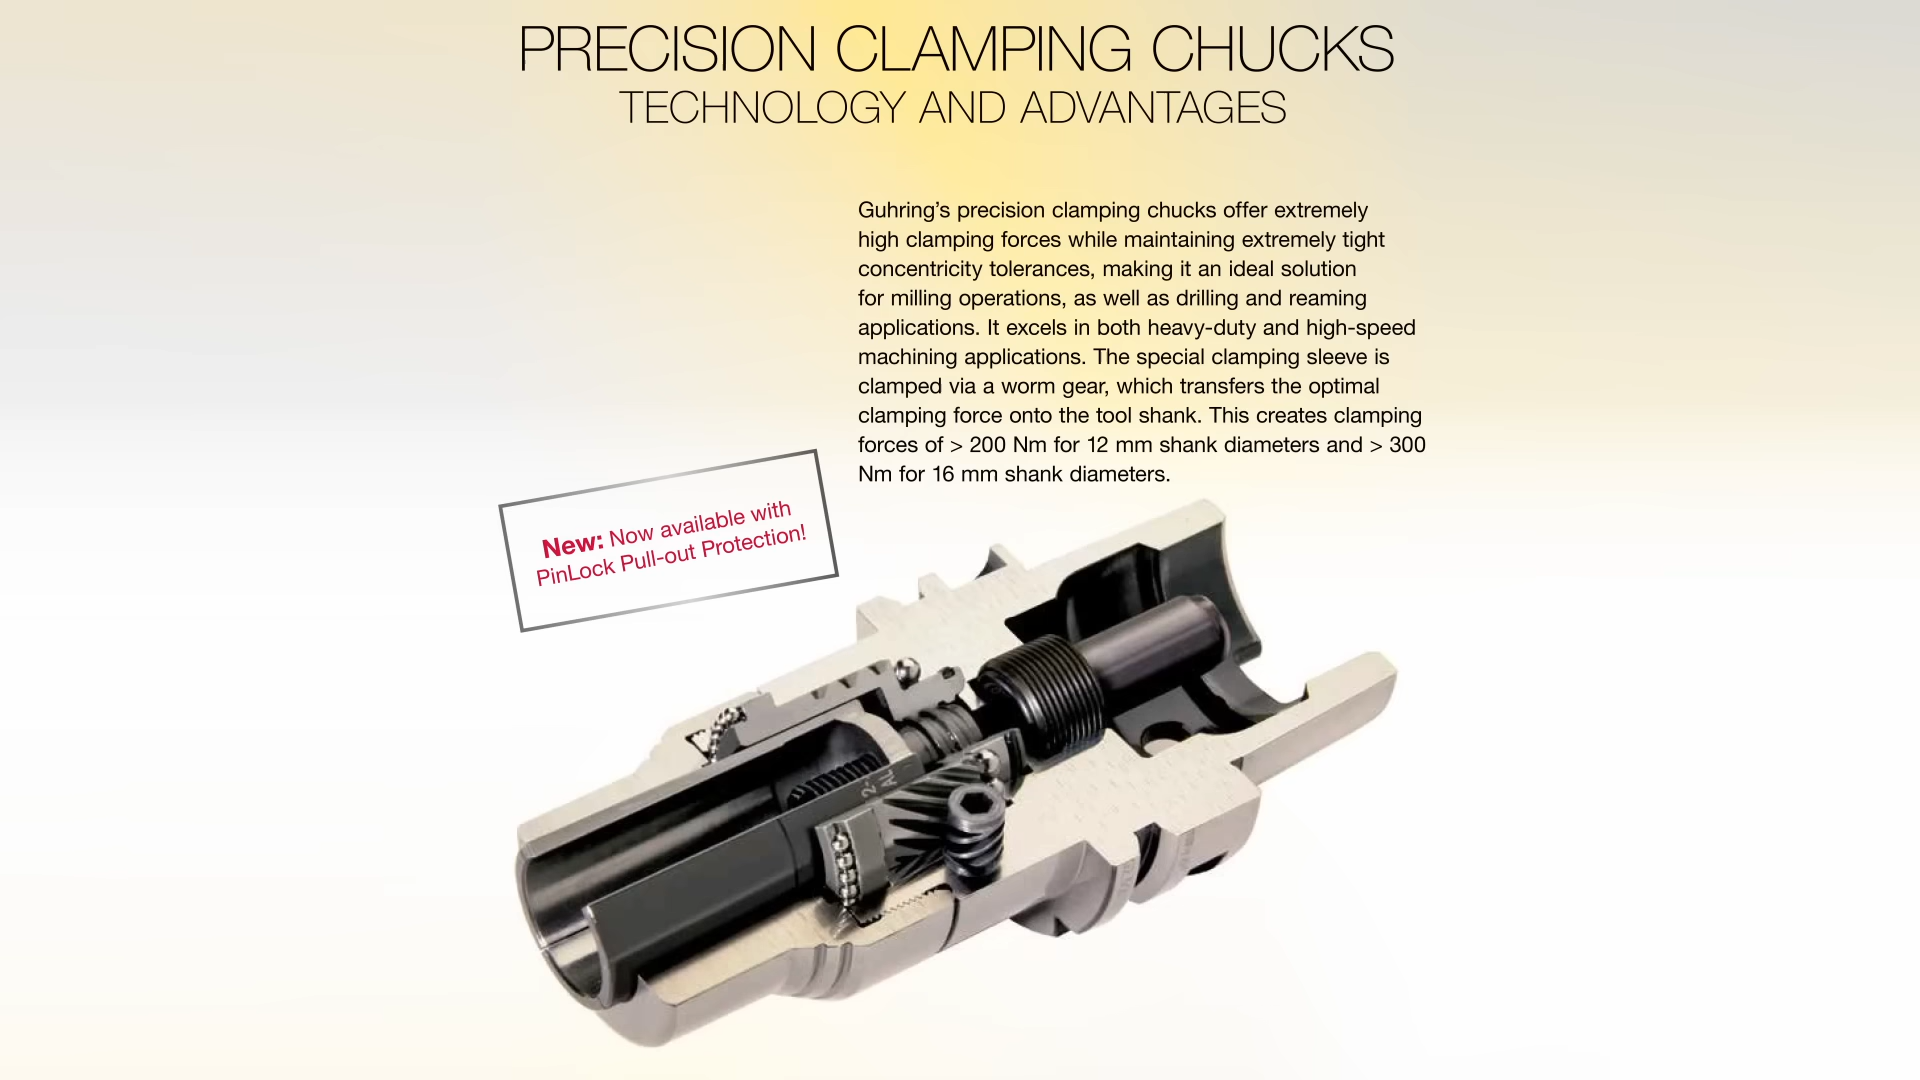 PRECISION CLAMPING CHUCKS
TECHNOLOGY AND ADVANTAGES
Guhring’s precision clamping chucks offer extremely
high clamping forces while maintaining extremely tight
concentricity tolerances, making it an ideal solution
for milling operations, as well as drilling and reaming
applications. It excels in both heavy-duty and high-speed
machining applications. The special clamping sleeve is
clamped via a worm gear, which transfers the optimal
clamping force onto the tool shank. This creates clamping
forces of > 200 Nm for 12 mm shank diameters and > 300
Nm for 16 mm shank diameters.
New: Now available with
PinLock Pull-out Protection!